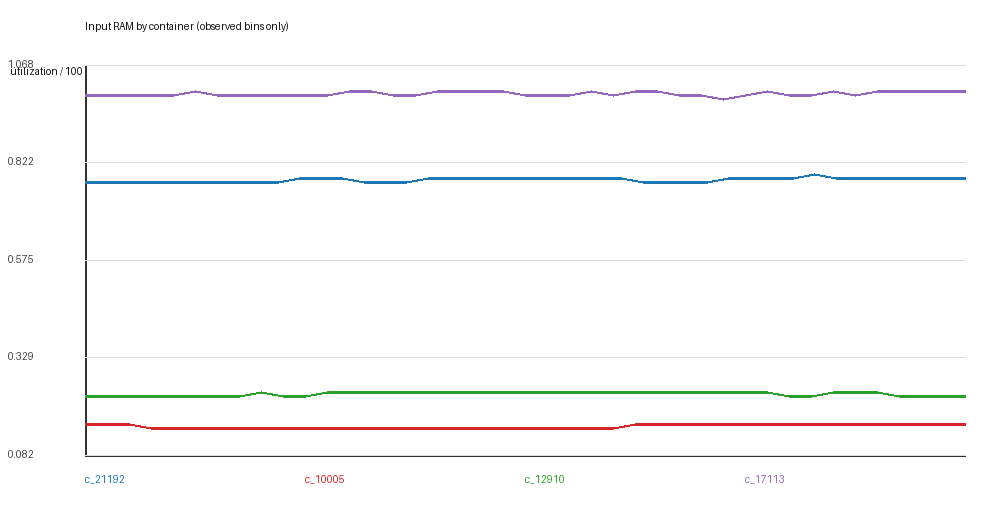 Input RAM by container (observed bins only)
1.068
utilization / 100
0.822
0.575
0.329
0.082
c_21192 c_10005 c_12910 c_17113